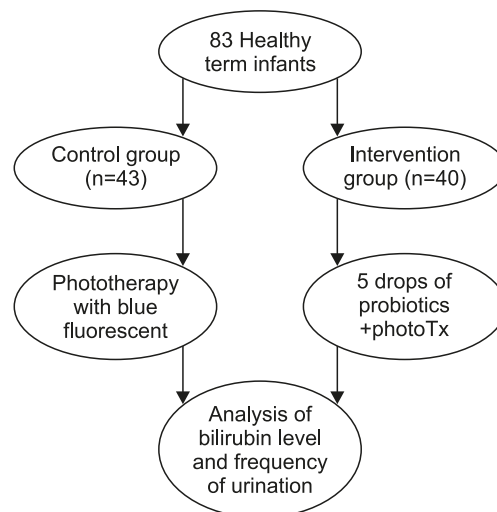 83 Healthy
term infants
Control group
(n=43)
Intervention
group (n=40)
Phototherapy
with blue
fluorescent
5 drops of
probiotics
+photoTx
Analysis of
bilirubin level
and frequency
of urination